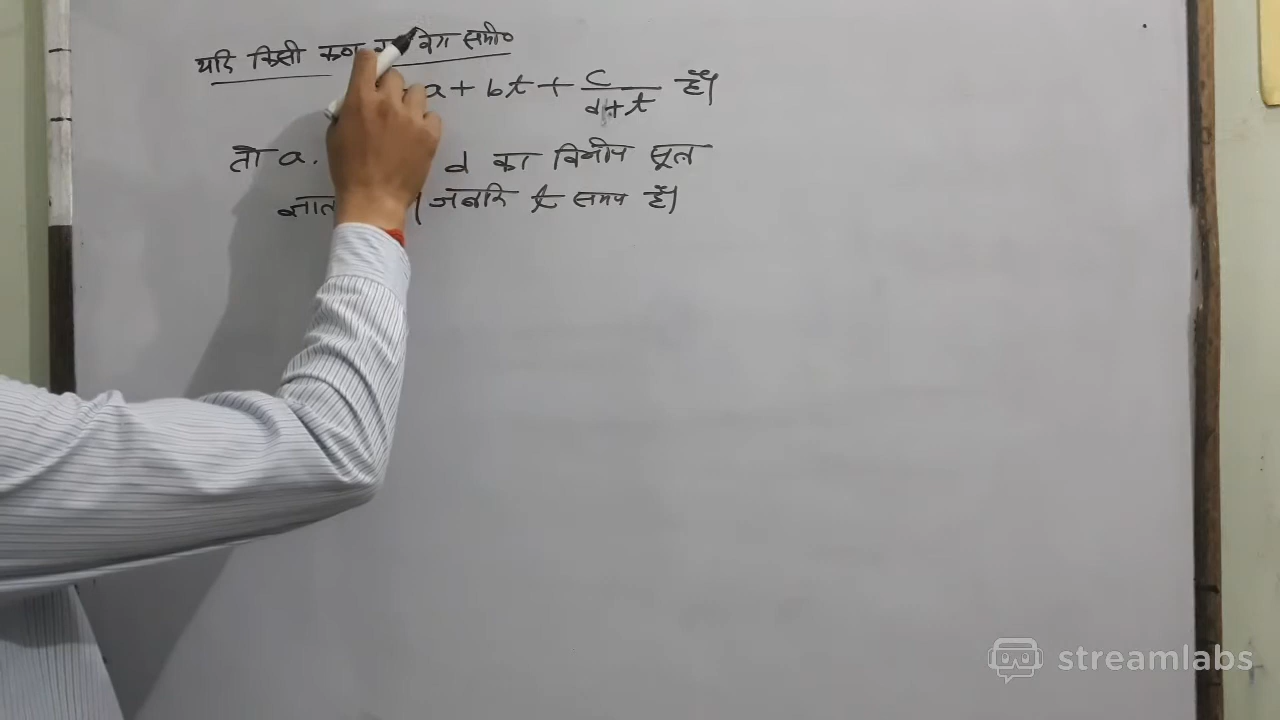 यदि किसी कण वेग समी०
a + bt + c/(d+t) हैं।
तो a. d का विमीय सूत्र
ज्ञात जबकि t समय हैं।
streamlabs